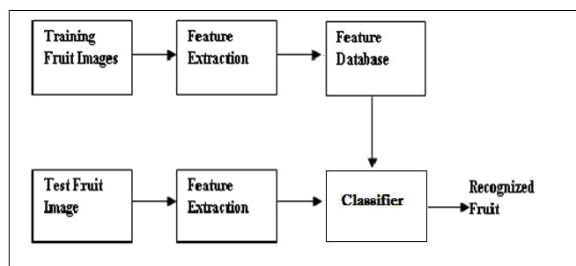 Training
Fruit Images
Feature
Extraction
Feature
Database
Test Fruit
Image
Feature
Extraction
Classifier
Recognized
Fruit